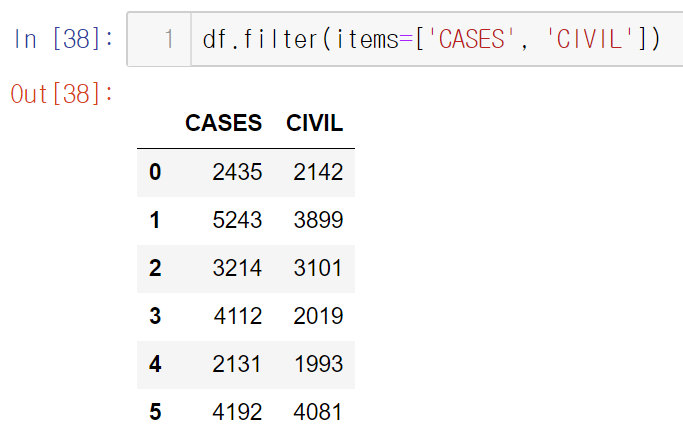 In [38]: 1 df.filter(items=['CASES', 'CIVIL'])
Out[38]:
CASES CIVIL
0 2435 2142
1 5243 3899
2 3214 3101
3 4112 2019
4 2131 1993
5 4192 4081